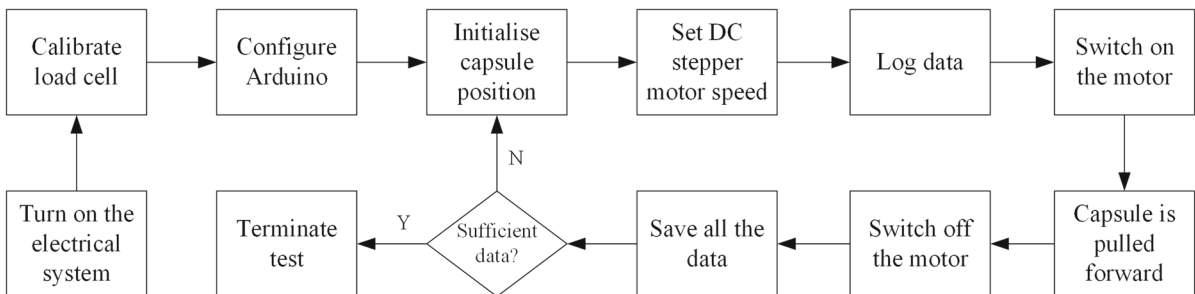 Calibrate
load cell
Configure
Arduino
Initialise
capsule
position
Set DC
stepper
motor speed
Log data
Switch on
the motor
N
Turn on the
electrical
system
Terminate
test
Y
Sufficient
data?
Save all the
data
Switch off
the motor
Capsule is
pulled
forward